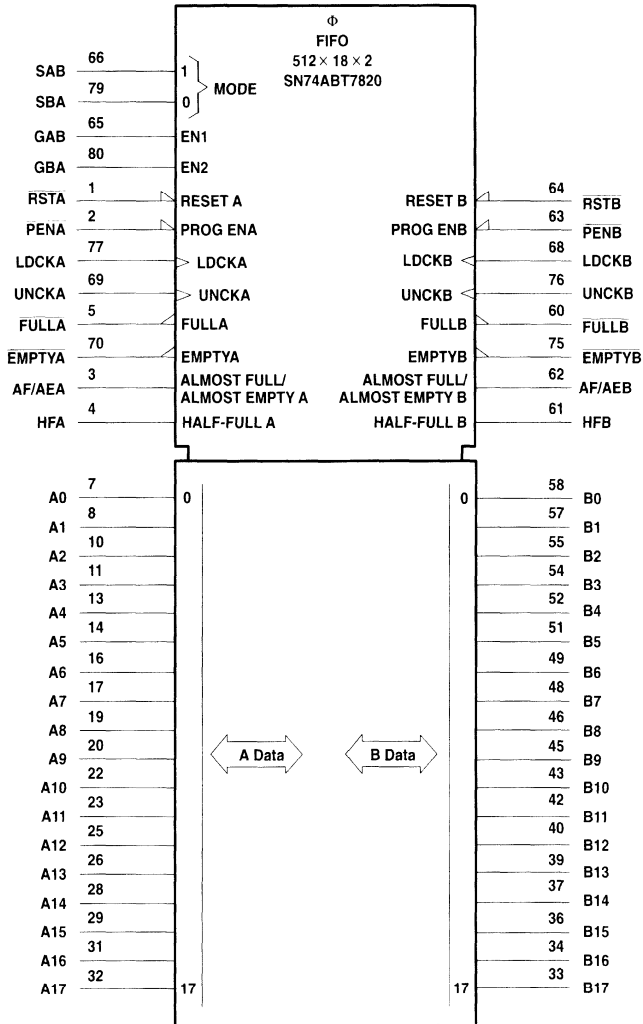 Φ
FIFO
512 × 18 × 2
SN74ABT7820
SAB 66 1
SBA 79 0
MODE
GAB 65 EN1
GBA 80 EN2
RSTA 1 RESET A RESET B 64 RSTB
PENA 2 PROG ENA PROG ENB 63 PENB
LDCKA 77 LDCKA LDCKB 68 LDCKB
UNCKA 69 UNCKA UNCKB 76 UNCKB
FULLA 5 FULLA FULLB 60 FULLB
EMPTYA 70 EMPTYA EMPTYB 75 EMPTYB
AF/AEA 3 ALMOST FULL/ ALMOST EMPTY A ALMOST FULL/ ALMOST EMPTY B 62 AF/AEB
HFA 4 HALF-FULL A HALF-FULL B 61 HFB
A0 7 0 0 58 B0
A1 8 57 B1
A2 10 55 B2
A3 11 54 B3
A4 13 52 B4
A5 14 51 B5
A6 16 49 B6
A7 17 48 B7
A8 19 46 B8
A9 20 A Data B Data 45 B9
A10 22 43 B10
A11 23 42 B11
A12 25 40 B12
A13 26 39 B13
A14 28 37 B14
A15 29 36 B15
A16 31 34 B16
A17 32 17 17 33 B17